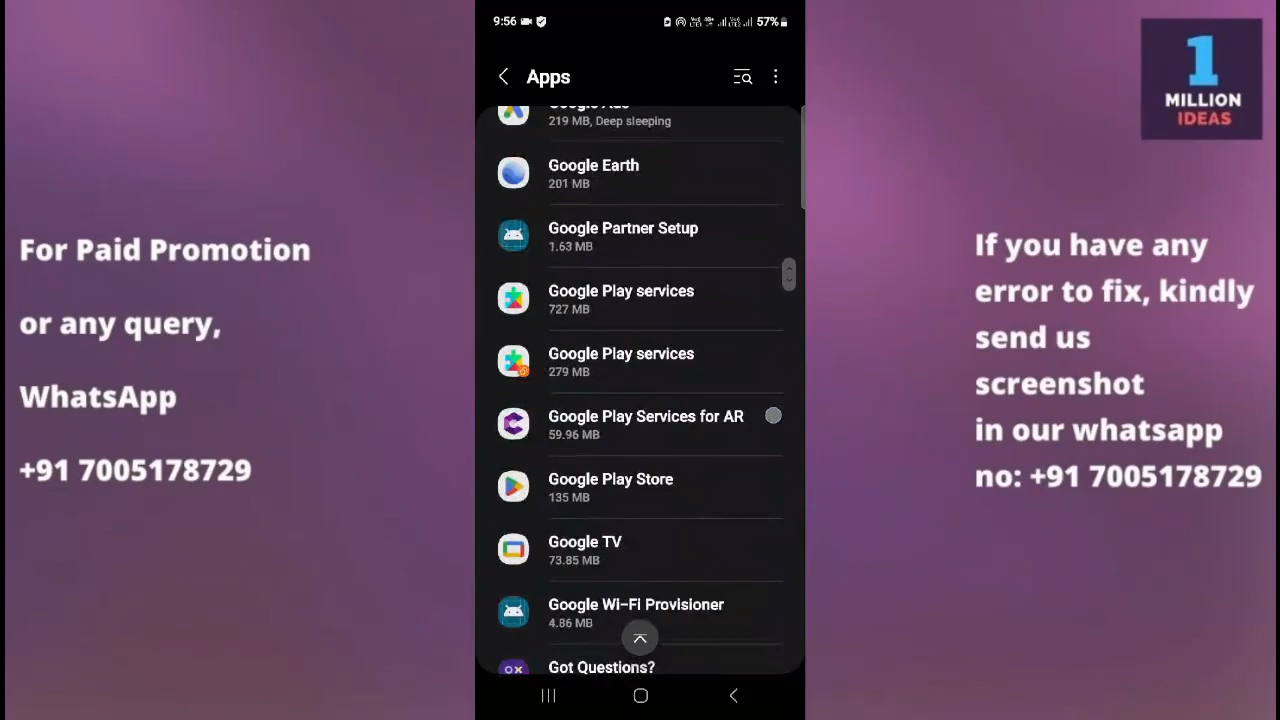 For Paid Promotion
or any query,
WhatsApp
+91 7005178729
9:56
57%
Apps
Google Ads
219 MB, Deep sleeping
Google Earth
201 MB
Google Partner Setup
1.63 MB
Google Play services
727 MB
Google Play services
279 MB
Google Play Services for AR
59.96 MB
Google Play Store
135 MB
Google TV
73.85 MB
Google Wi-Fi Provisioner
4.86 MB
Got Questions?
1
MILLION
IDEAS
If you have any
error to fix, kindly
send us
screenshot
in our whatsapp
no: +91 7005178729